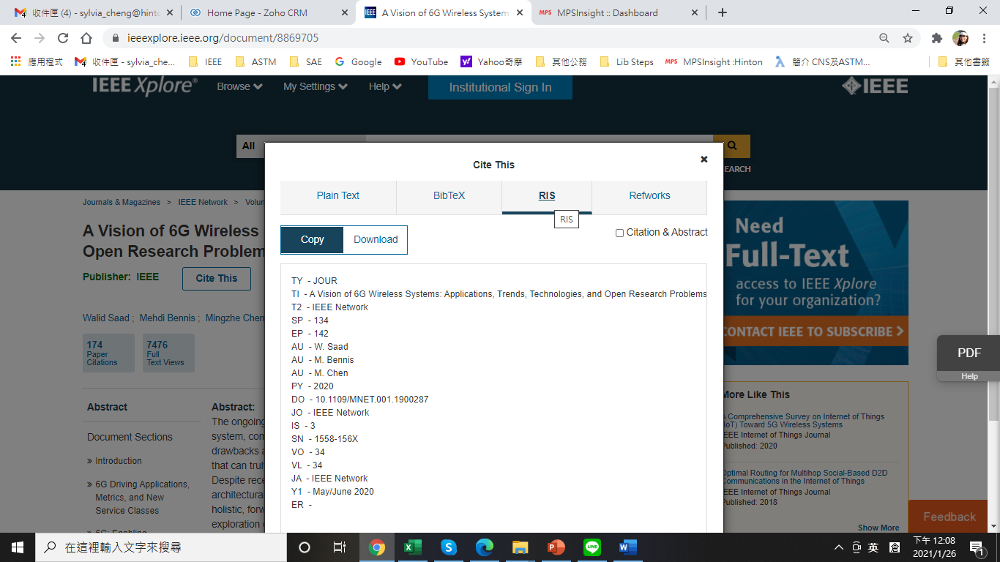 收件匣 (4) - sylvia_cheng@hinto
Home Page - Zoho CRM
A Vision of 6G Wireless System
MPS MPSInsight :: Dashboard
ieeexplore.ieee.org/document/8869705
應用程式
收件匣 - sylvia_che...
IEEE
ASTM
SAE
Google
YouTube
Yahoo奇摩
其他公務
Lib Steps
MPS MPSInsight :Hinton
簡介 CNS及ASTM...
其他書籤
IEEE Xplore®
Browse
My Settings
Help
Institutional Sign In
IEEE
All
EARCH
Cite This
Plain Text
BibTeX
RIS
Refworks
RIS
Copy
Download
Citation & Abstract
TY - JOUR
TI - A Vision of 6G Wireless Systems: Applications, Trends, Technologies, and Open Research Problems
T2 - IEEE Network
SP - 134
EP - 142
AU - W. Saad
AU - M. Bennis
AU - M. Chen
PY - 2020
DO - 10.1109/MNET.001.1900287
JO - IEEE Network
IS - 3
SN - 1558-156X
VO - 34
VL - 34
JA - IEEE Network
Y1 - May/June 2020
ER -
Journals & Magazines > IEEE Network > Volu
A Vision of 6G Wireless
Open Research Problem
Publisher: IEEE
Cite This
Walid Saad ; Mehdi Bennis ; Mingzhe Chen
174
Paper
Citations
7476
Full
Text Views
Abstract
Document Sections
» Introduction
» 6G Driving Applications,
Metrics, and New
Service Classes
» 6G: Enabling
Abstract:
The ongoing
system, com
drawbacks a
that can truly
Despite rece
architectural
holistic, forw
exploration
Need
Full-Text
access to IEEE Xplore
for your organization?
CONTACT IEEE TO SUBSCRIBE
PDF
Help
More Like This
A Comprehensive Survey on Internet of Things
(IoT) Toward 5G Wireless Systems
IEEE Internet of Things Journal
Published: 2020
Optimal Routing for Multihop Social-Based D2D
Communications in the Internet of Things
IEEE Internet of Things Journal
Published: 2018
Show More
Feedback
在這裡輸入文字來搜尋
英
倉
下午 12:08
2021/1/26
1